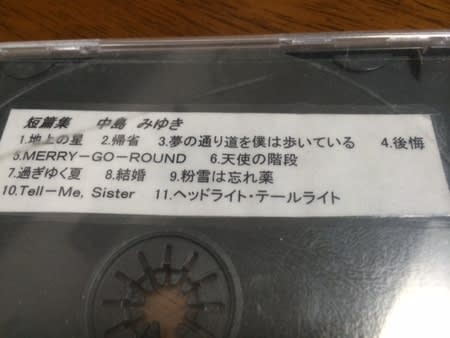 短篇集　中島 みゆき
1.地上の星　2.帰省　3.夢の通り道を僕は歩いている　4.後悔
5.MERRY－GO－ROUND　6.天使の階段
7.過ぎゆく夏　8.結婚　9.粉雪は忘れ薬
10.Tell－Me, Sister　11.ヘッドライト・テールライト